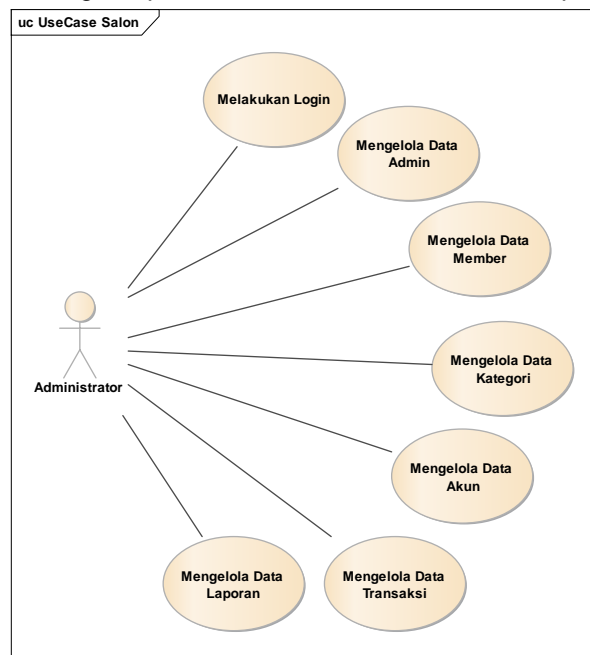 uc UseCase Salon
Melakukan Login
Mengelola Data
Admin
Mengelola Data
Member
Administrator
Mengelola Data
Kategori
Mengelola Data
Akun
Mengelola Data
Laporan
Mengelola Data
Transaksi